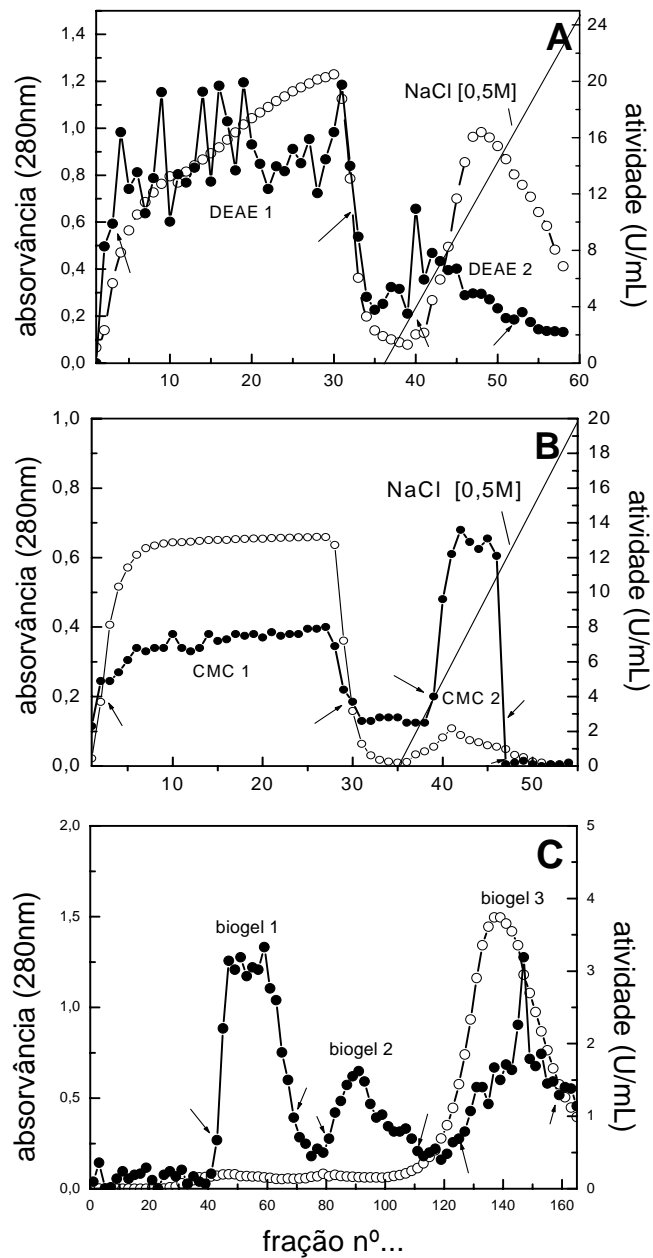 A
1,4
1,2
1,0
0,8
0,6
0,4
0,2
0,0
absorvância (280nm)
24
20
16
12
8
4
0
atividade (U/mL)
NaCl [0,5M]
DEAE 1
DEAE 2
10 20 30 40 50 60
B
1,0
0,8
0,6
0,4
0,2
0,0
absorvância (280nm)
20
18
16
14
12
10
8
6
4
2
0
atividade (U/mL)
NaCl [0,5M]
CMC 1
CMC 2
10 20 30 40 50
C
2,0
1,5
1,0
0,5
0,0
absorvância (280nm)
5
4
3
2
1
0
atividade (U/mL)
biogel 1
biogel 2
biogel 3
0 20 40 60 80 100 120 140 160
fração nº...